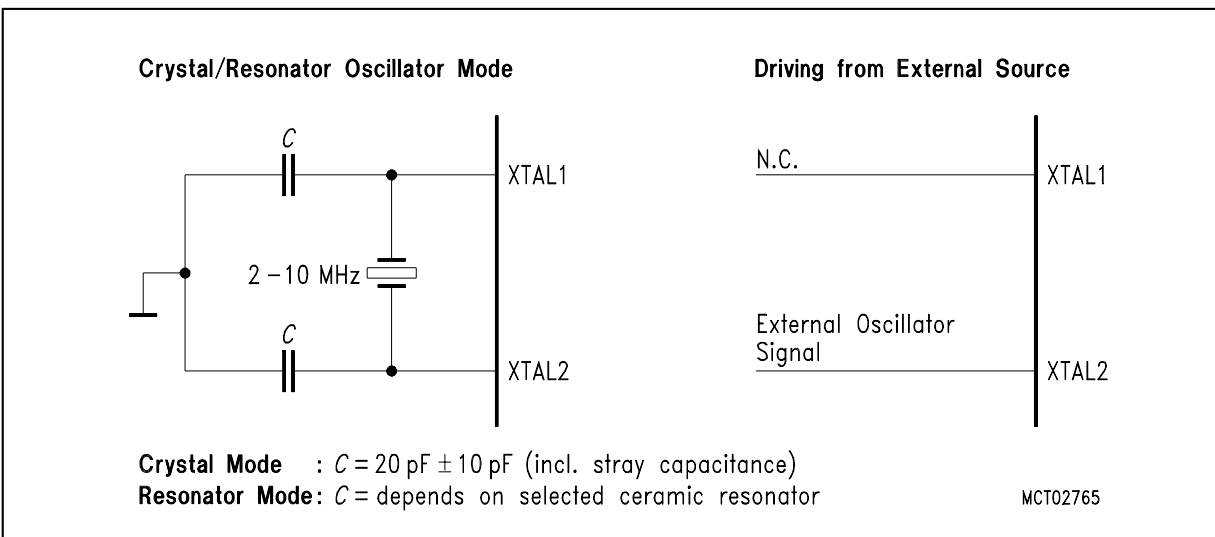 Crystal/Resonator Oscillator Mode
C
XTAL1
2–10 MHz
C
XTAL2
Driving from External Source
N.C.
XTAL1
External Oscillator
Signal
XTAL2
Crystal Mode : C = 20 pF ± 10 pF (incl. stray capacitance)
Resonator Mode: C = depends on selected ceramic resonator
MCT02765